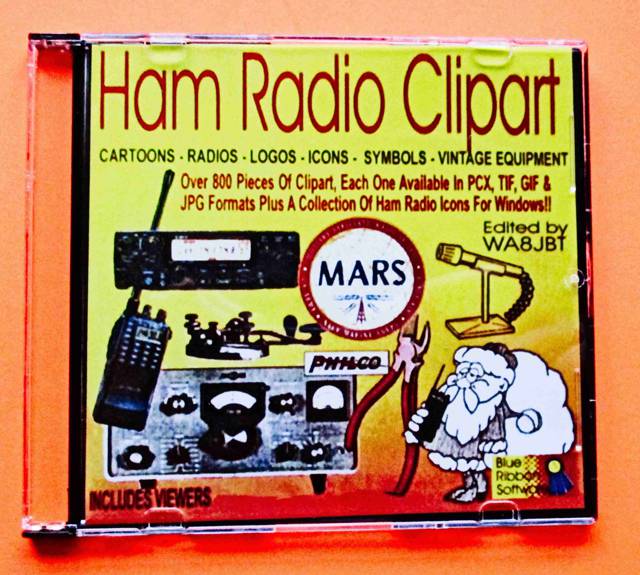 Ham Radio Clipart
CARTOONS - RADIOS - LOGOS - ICONS - SYMBOLS - VINTAGE EQUIPMENT
Over 800 Pieces Of Clipart, Each One Available In PCX, TIF, GIF &
JPG Formats Plus A Collection Of Ham Radio Icons For Windows!!
Edited by
WA8JBT
MARS
PHILCO
Blue
Ribbon
Software
INCLUDES VIEWERS